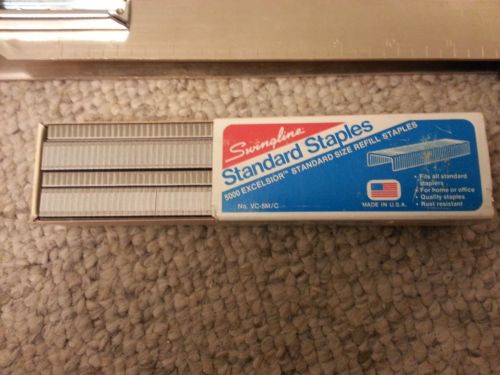 Swingline
Standard Staples
5000 EXCELSIOR™ STANDARD SIZE REFILL STAPLES
No. VC-5M/C
MADE IN U.S.A.
• Fits all standard
staplers
• For home or office
• Quality staples
• Rust resistant